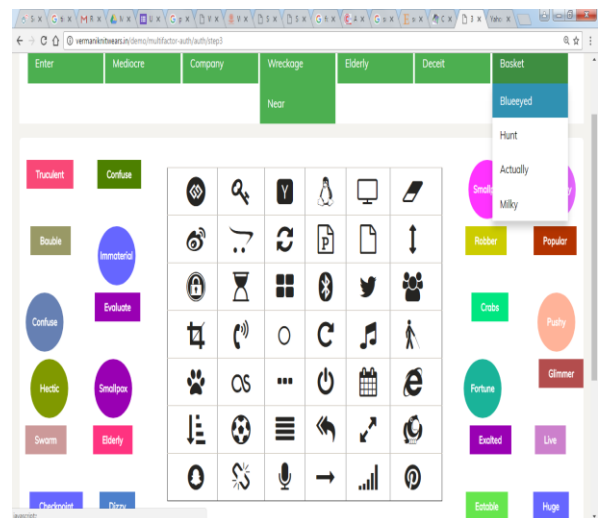 vermaniknitwears.in/demo/multifactor-auth/auth/step3
Enter Mediocre Company Wreckage Elderly Deceit Basket
Near
Blueeyed
Hunt
Actually
Milky
Truculent Confuse
Bauble Immaterial Robber Popular
Confuse Evaluate Crabs Pushy
Hectic Smallpox Fortune Glimmer
Swarm Elderly Exalted Live
Checkpoint Dizzy Eatable Huge